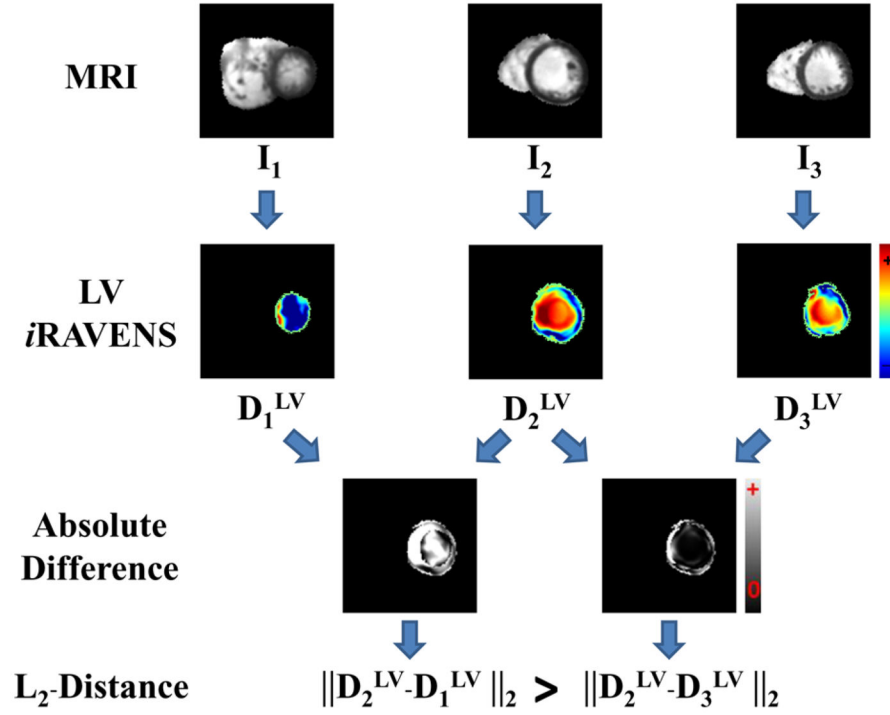 MRI
I₁ I₂ I₃
LV
iRAVENS
+
-
D₁ᴸⱽ D₂ᴸⱽ D₃ᴸⱽ
Absolute
Difference
+
0
L₂-Distance ||D₂ᴸⱽ-D₁ᴸⱽ ||₂ > ||D₂ᴸⱽ-D₃ᴸⱽ ||₂